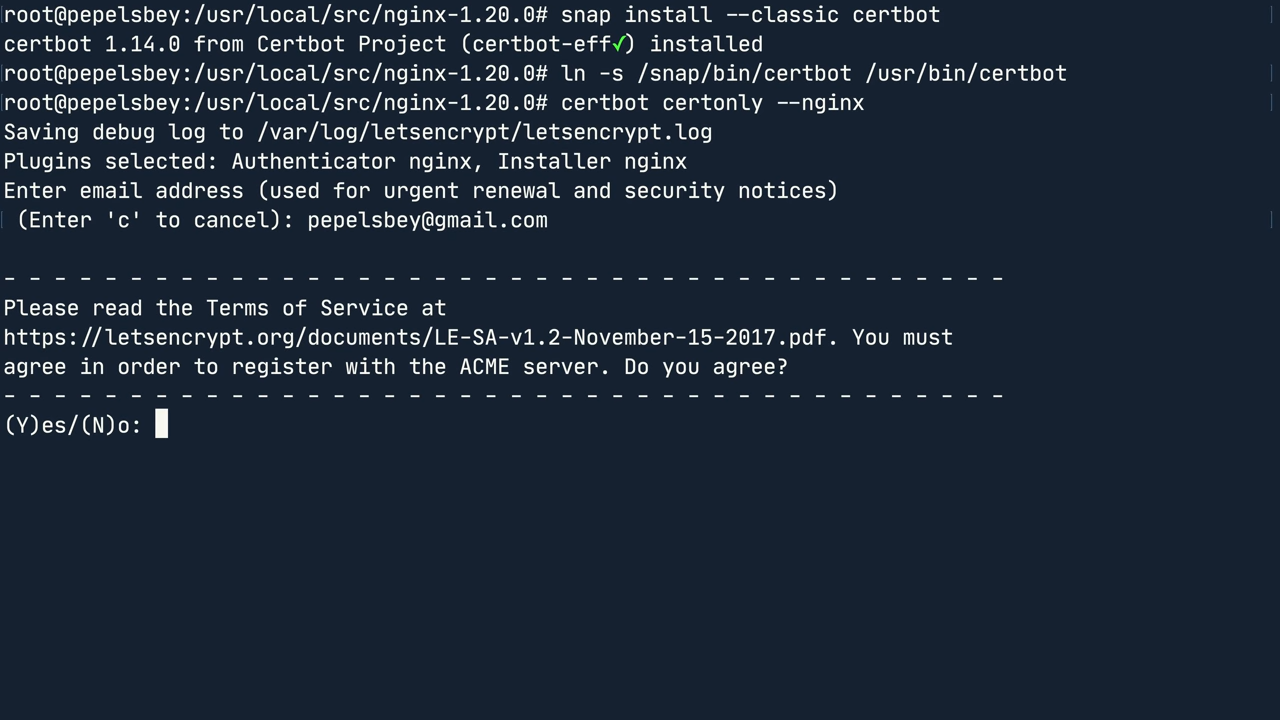 root@pepelsbey:/usr/local/src/nginx-1.20.0# snap install --classic certbot
certbot 1.14.0 from Certbot Project (certbot-eff✓) installed
root@pepelsbey:/usr/local/src/nginx-1.20.0# ln -s /snap/bin/certbot /usr/bin/certbot
root@pepelsbey:/usr/local/src/nginx-1.20.0# certbot certonly --nginx
Saving debug log to /var/log/letsencrypt/letsencrypt.log
Plugins selected: Authenticator nginx, Installer nginx
Enter email address (used for urgent renewal and security notices)
 (Enter 'c' to cancel): pepelsbey@gmail.com

- - - - - - - - - - - - - - - - - - - - - - - - - - - - - - - - - - - - - - - -
Please read the Terms of Service at
https://letsencrypt.org/documents/LE-SA-v1.2-November-15-2017.pdf. You must
agree in order to register with the ACME server. Do you agree?
- - - - - - - - - - - - - - - - - - - - - - - - - - - - - - - - - - - - - - - -
(Y)es/(N)o: